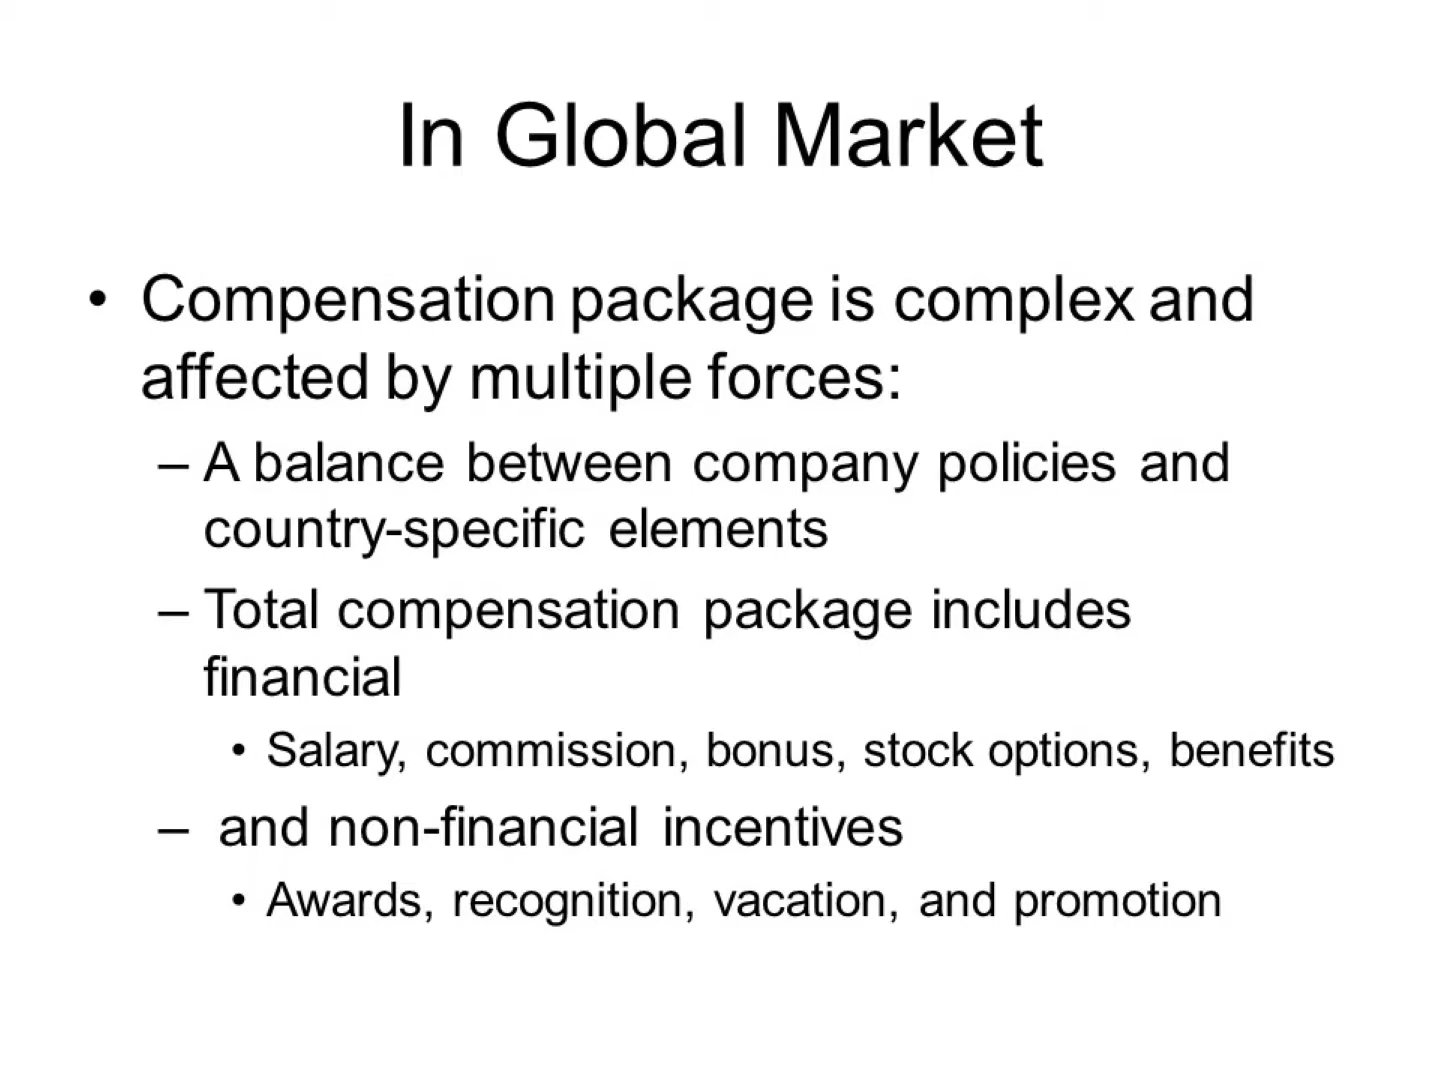 In Global Market
• Compensation package is complex and
affected by multiple forces:
– A balance between company policies and
country-specific elements
– Total compensation package includes
financial
• Salary, commission, bonus, stock options, benefits
– and non-financial incentives
• Awards, recognition, vacation, and promotion